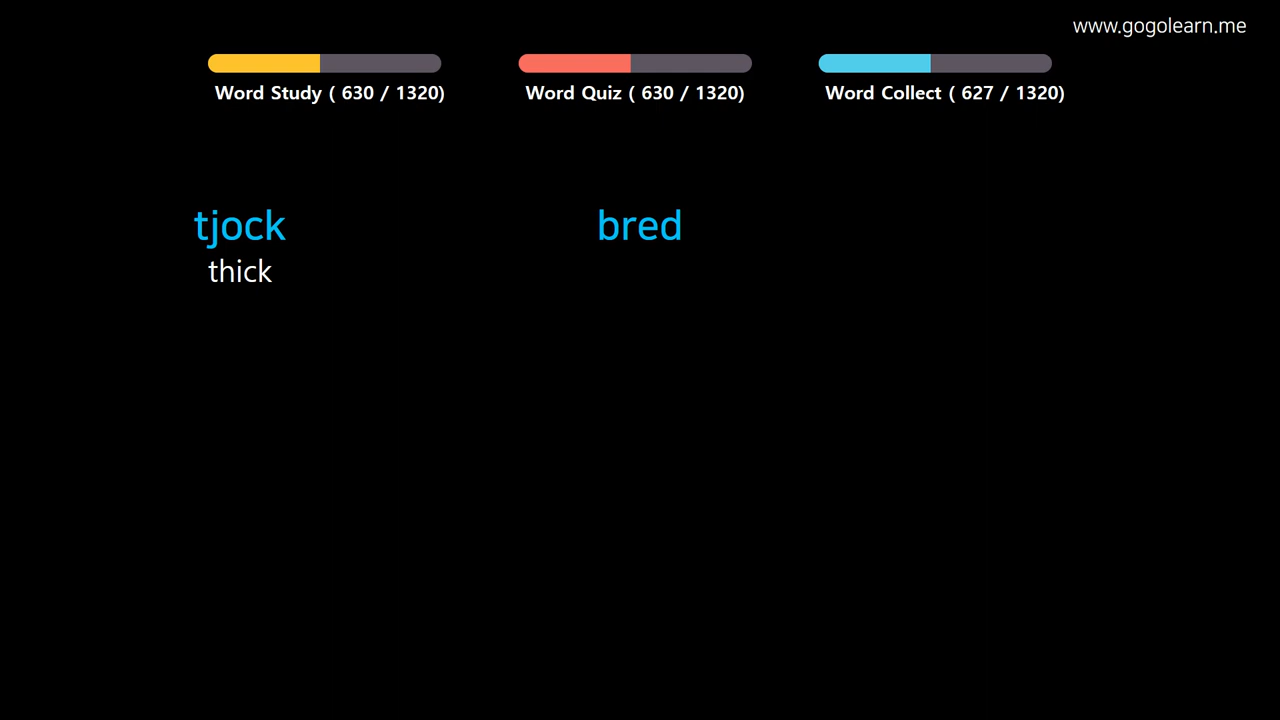 www.gogolearn.me
Word Study ( 630 / 1320)
Word Quiz ( 630 / 1320)
Word Collect ( 627 / 1320)
tjock
thick
bred